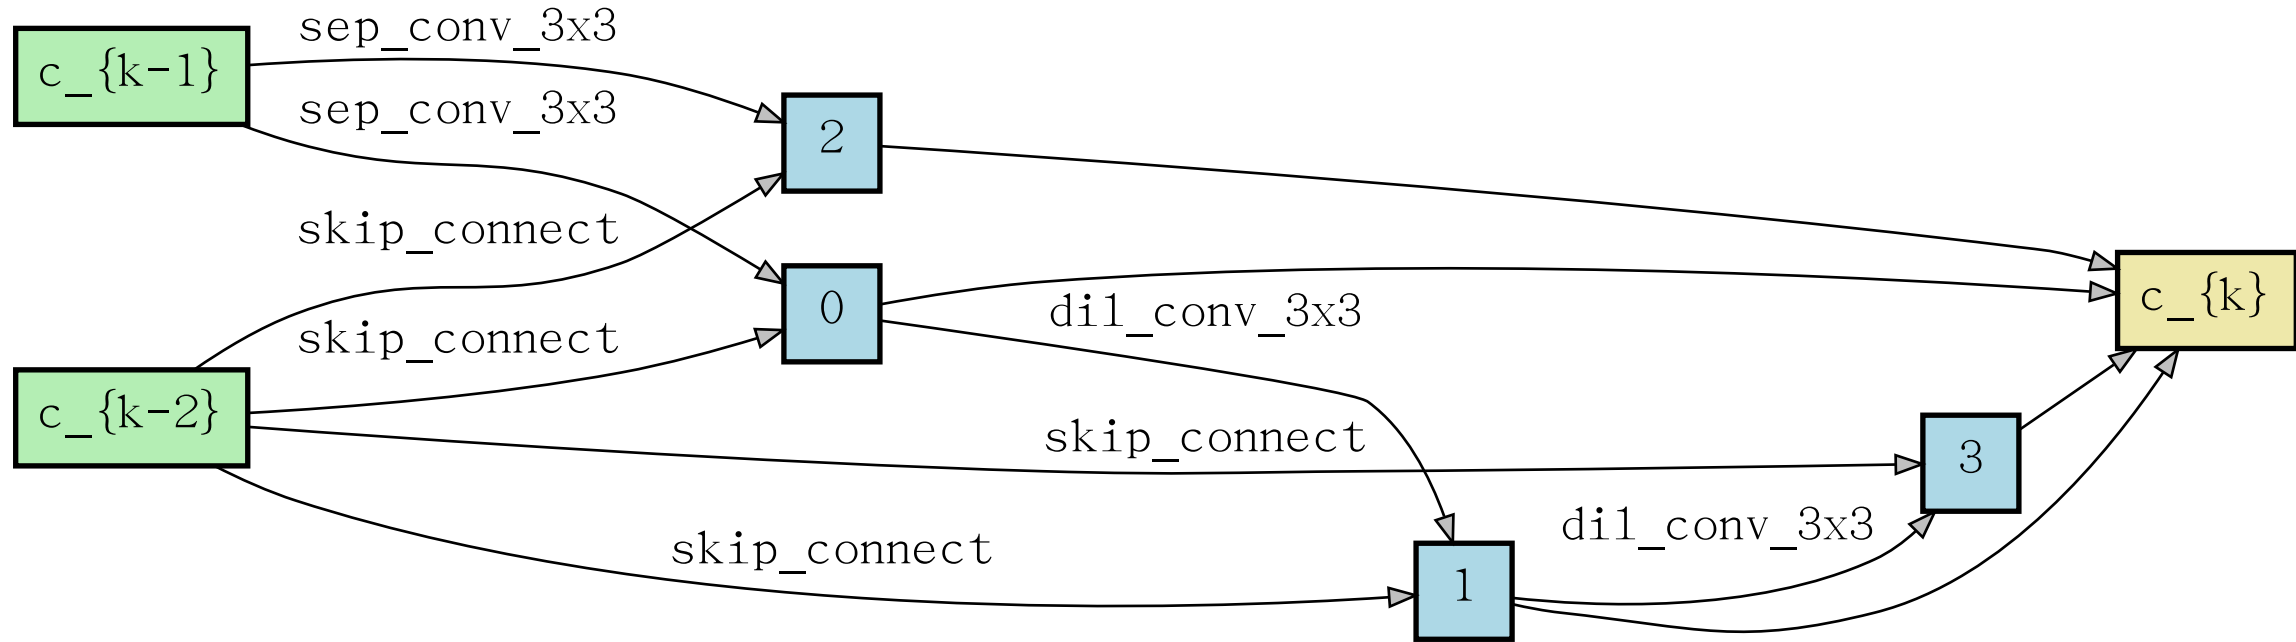 sep_conv_3x3
c_{k-1}
sep_conv_3x3
2
skip_connect
0
dil_conv_3x3
c_{k}
skip_connect
c_{k-2}
skip_connect
3
dil_conv_3x3
skip_connect
1